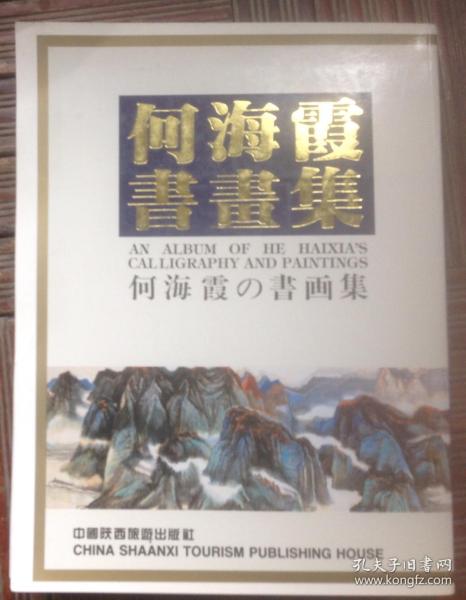 何海霞
書畫集
AN ALBUM OF HE HAIXIA'S
CALLIGRAPHY AND PAINTINGS
何海霞の書画集
中國陝西旅遊出版社
CHINA SHAANXI TOURISM PUBLISHING HOUSE
孔夫子旧书网
www.kongfz.com